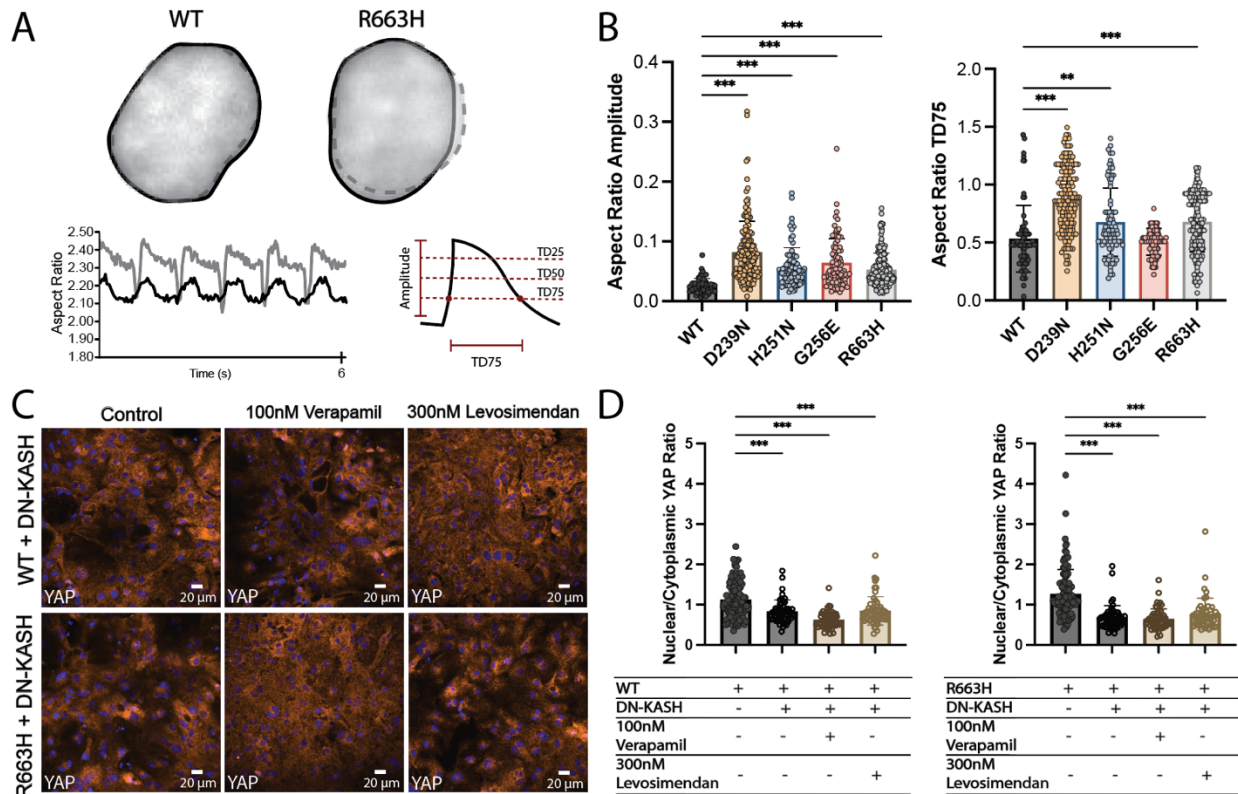 A
WT
R663H
Aspect Ratio
2.50
2.40
2.30
2.20
2.10
2.00
1.90
1.80
Time (s)
6
Amplitude
TD25
TD50
TD75
TD75
B
Aspect Ratio Amplitude
0.4
0.3
0.2
0.1
0.0
***
***
***
***
WT
D239N
H251N
G256E
R663H
Aspect Ratio TD75
2.0
1.5
1.0
0.5
0.0
***
**
***
WT
D239N
H251N
G256E
R663H
C
Control
100nM Verapamil
300nM Levosimendan
WT + DN-KASH
YAP
20 µm
YAP
20 µm
YAP
20 µm
R663H + DN-KASH
YAP
20 µm
YAP
20 µm
YAP
20 µm
D
Nuclear/Cytoplasmic YAP Ratio
5
4
3
2
1
0
***
***
***
WT + + + +
DN-KASH - + + +
100nM
Verapamil - - + -
300nM
Levosimendan - - - +
Nuclear/Cytoplasmic YAP Ratio
5
4
3
2
1
0
***
***
***
R663H + + + +
DN-KASH - + + +
100nM
Verapamil - - + -
300nM
Levosimendan - - - +